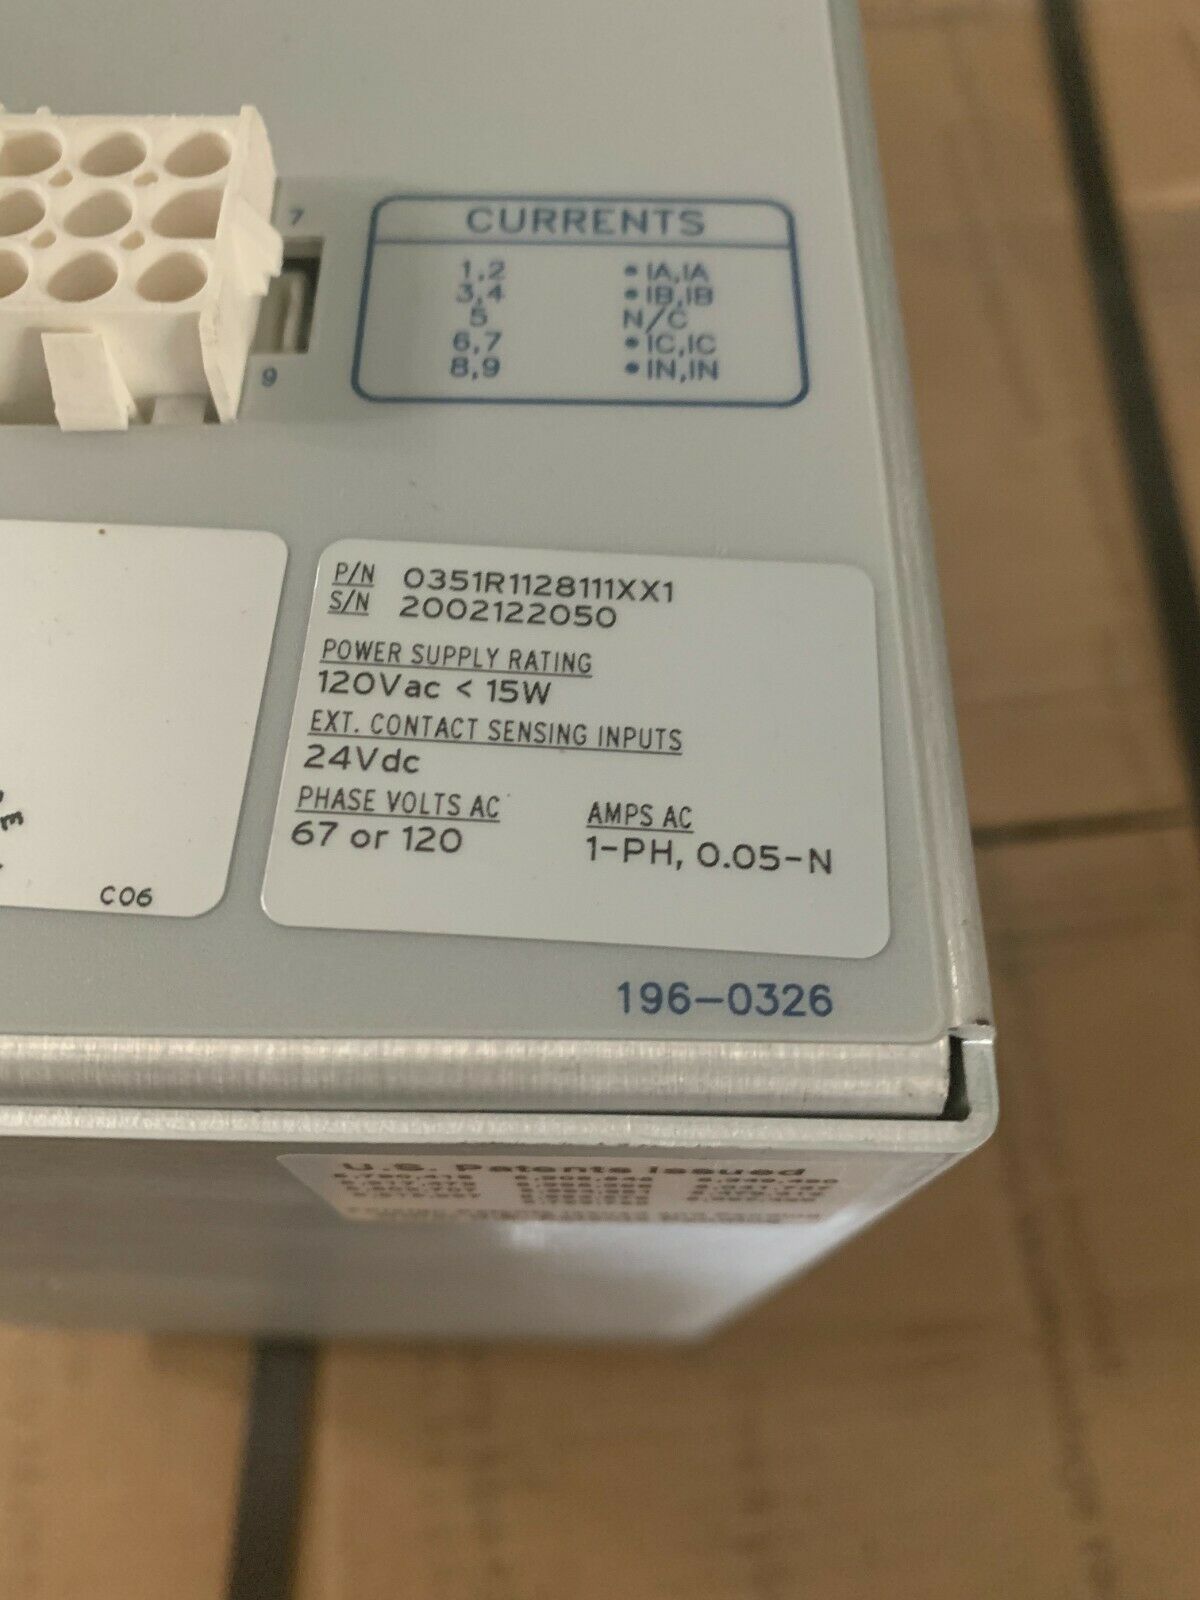 7
9
CURRENTS
1,2 • IA,IA
3,4 • IB,IB
5 N/C
6,7 • IC,IC
8,9 • IN,IN
P/N 0351R1128111XX1
S/N 2002122050
POWER SUPPLY RATING
120Vac < 15W
EXT. CONTACT SENSING INPUTS
24Vdc
PHASE VOLTS AC AMPS AC
67 or 120 1-PH, 0.05-N
C06
196-0326
U.S. Patents Issued